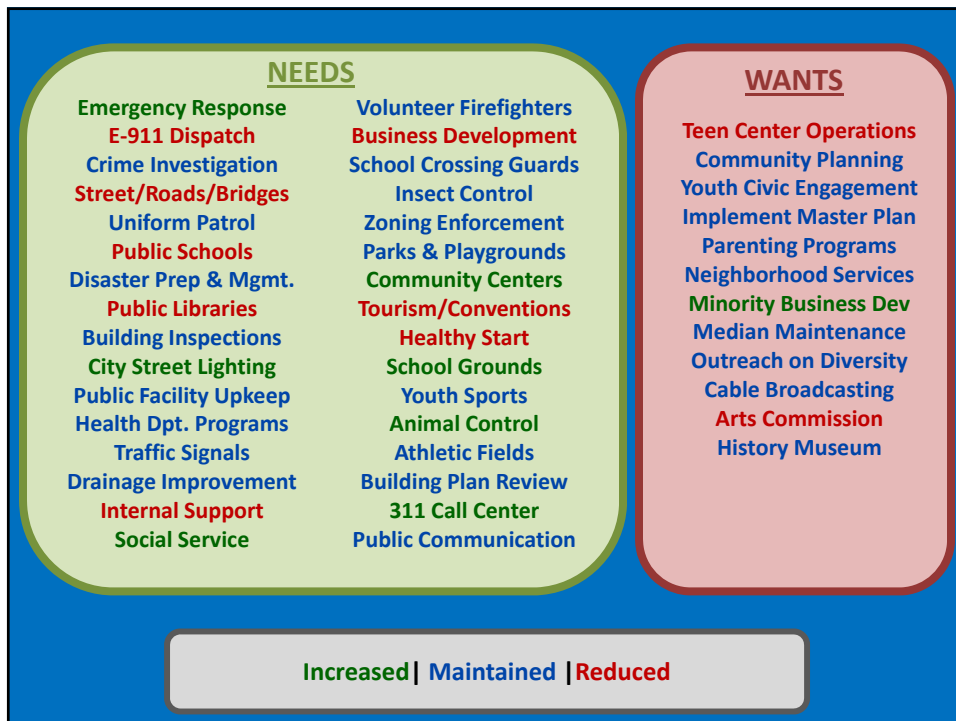 NEEDS
Emergency Response
E-911 Dispatch
Crime Investigation
Street/Roads/Bridges
Uniform Patrol
Public Schools
Disaster Prep & Mgmt.
Public Libraries
Building Inspections
City Street Lighting
Public Facility Upkeep
Health Dpt. Programs
Traffic Signals
Drainage Improvement
Internal Support
Social Service
Volunteer Firefighters
Business Development
School Crossing Guards
Insect Control
Zoning Enforcement
Parks & Playgrounds
Community Centers
Tourism/Conventions
Healthy Start
School Grounds
Youth Sports
Animal Control
Athletic Fields
Building Plan Review
311 Call Center
Public Communication
WANTS
Teen Center Operations
Community Planning
Youth Civic Engagement
Implement Master Plan
Parenting Programs
Neighborhood Services
Minority Business Dev
Median Maintenance
Outreach on Diversity
Cable Broadcasting
Arts Commission
History Museum
Increased| Maintained |Reduced